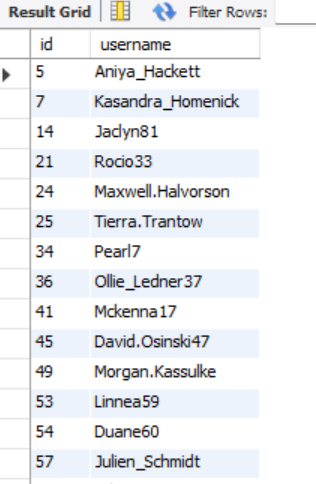 Result Grid Filter Rows:
id username
5 Aniya_Hackett
7 Kasandra_Homenick
14 Jaclyn81
21 Rocio33
24 Maxwell.Halvorson
25 Tierra.Trantow
34 Pearl7
36 Ollie_Ledner37
41 Mckenna17
45 David.Osinski47
49 Morgan.Kassulke
53 Linnea59
54 Duane60
57 Julien_Schmidt